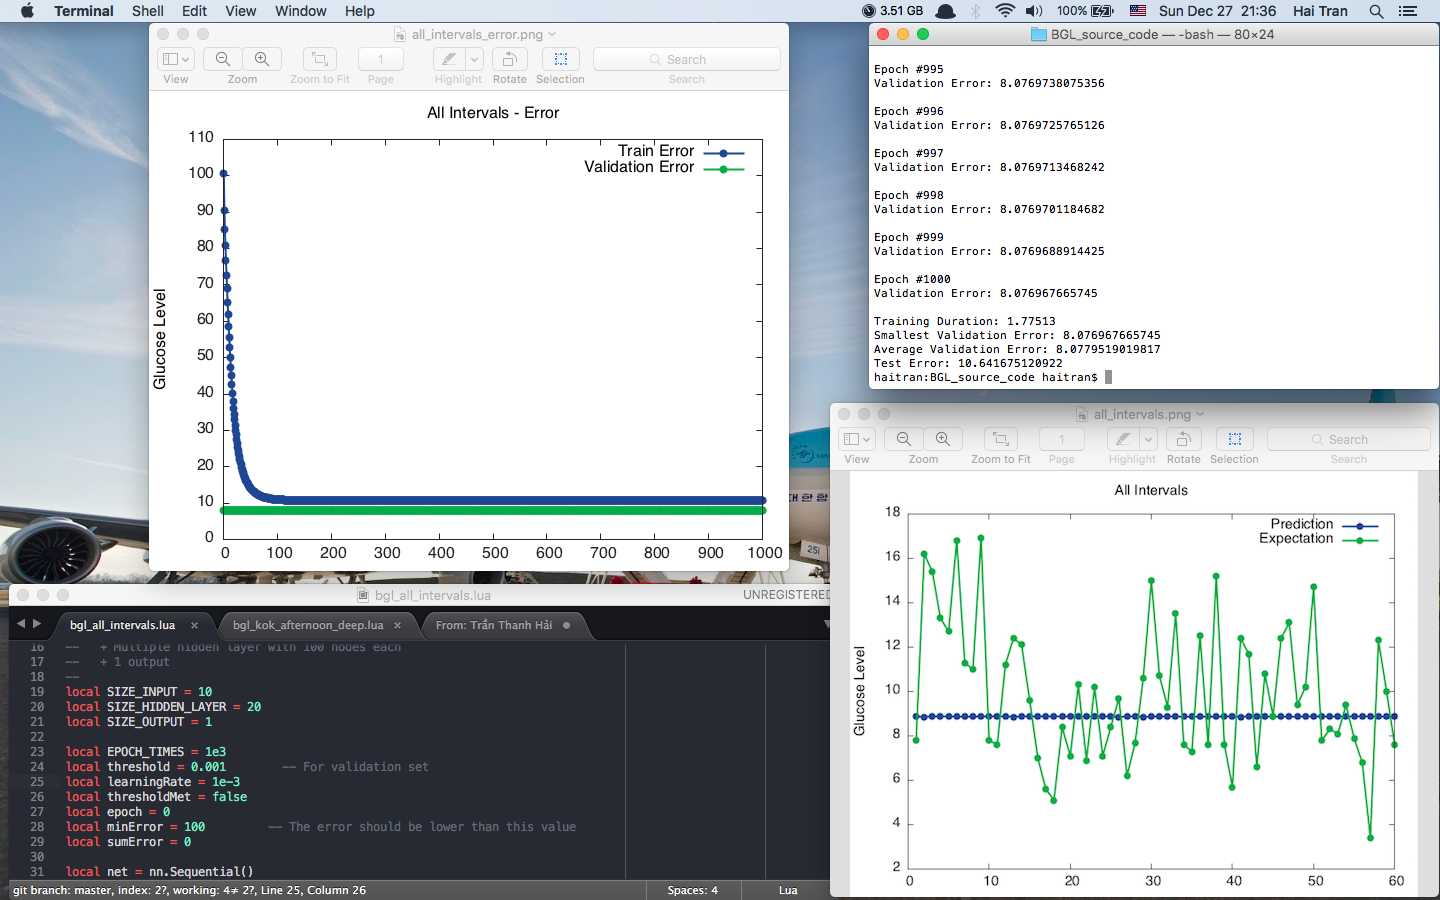 Terminal Shell Edit View Window Help 3.51 GB 100% Sun Dec 27 21:36 Hai Tran
all_intervals_error.png
1 Search
View Zoom Zoom to Fit Page Highlight Rotate Selection Search
All Intervals - Error
Train Error
Validation Error
Glucose Level
110
100
90
80
70
60
50
40
30
20
10
0
0 100 200 300 400 500 600 700 800 900 1000
BGL_source_code — -bash — 80×24
Epoch #995
Validation Error: 8.0769738075356
Epoch #996
Validation Error: 8.0769725765126
Epoch #997
Validation Error: 8.0769713468242
Epoch #998
Validation Error: 8.0769701184682
Epoch #999
Validation Error: 8.0769688914425
Epoch #1000
Validation Error: 8.076967665745
Training Duration: 1.77513
Smallest Validation Error: 8.076967665745
Average Validation Error: 8.0779519019817
Test Error: 10.641675120922
haitran:BGL_source_code haitran$
대한항
251
bgl_all_intervals.lua UNREGISTERED
bgl_all_intervals.lua × bgl_kok_afternoon_deep.lua × From: Trần Thanh Hải
16 -- + Multiple hidden layer with 100 nodes each
17 -- + 1 output
18 --
19 local SIZE_INPUT = 10
20 local SIZE_HIDDEN_LAYER = 20
21 local SIZE_OUTPUT = 1
22
23 local EPOCH_TIMES = 1e3
24 local threshold = 0.001 -- For validation set
25 local learningRate = 1e-3
26 local thresholdMet = false
27 local epoch = 0
28 local minError = 100 -- The error should be lower than this value
29 local sumError = 0
30
31 local net = nn.Sequential()
git branch: master, index: 2?, working: 4≠ 2?, Line 25, Column 26 Spaces: 4 Lua
all_intervals.png
1 Search
View Zoom Zoom to Fit Page Highlight Rotate Selection Search
All Intervals
Prediction
Expectation
Glucose Level
18
16
14
12
10
8
6
4
2
0 10 20 30 40 50 60